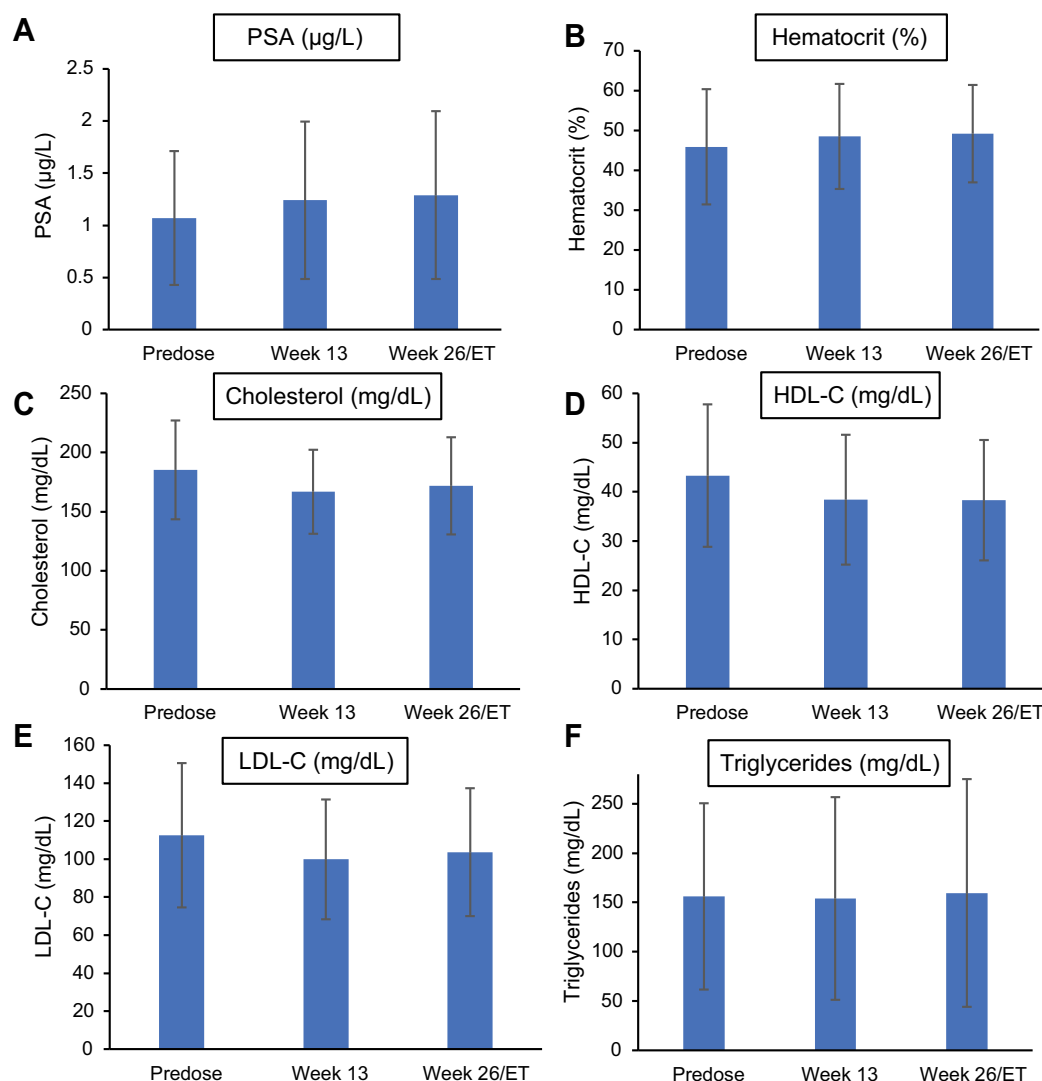 A
PSA (µg/L)
2.5
2
1.5
1
0.5
0
PSA (µg/L)
Predose
Week 13
Week 26/ET
B
Hematocrit (%)
70
60
50
40
30
20
10
0
Hematocrit (%)
Predose
Week 13
Week 26/ET
C
Cholesterol (mg/dL)
250
200
150
100
50
0
Cholesterol (mg/dL)
Predose
Week 13
Week 26/ET
D
HDL-C (mg/dL)
60
50
40
30
20
10
0
HDL-C (mg/dL)
Predose
Week 13
Week 26/ET
E
LDL-C (mg/dL)
160
140
120
100
80
60
40
20
0
LDL-C (mg/dL)
Predose
Week 13
Week 26/ET
F
Triglycerides (mg/dL)
250
200
150
100
50
0
Triglycerides (mg/dL)
Predose
Week 13
Week 26/ET